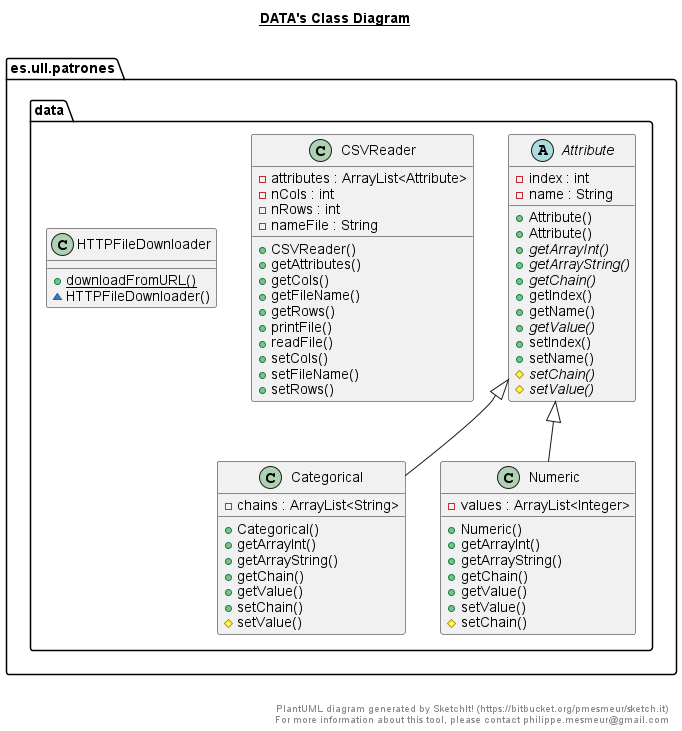 DATA's Class Diagram
es.ull.patrones
data
C HTTPFileDownloader
downloadFromURL()
HTTPFileDownloader()
C CSVReader
attributes : ArrayList<Attribute>
nCols : int
nRows : int
nameFile : String
CSVReader()
getAttributes()
getCols()
getFileName()
getRows()
printFile()
readFile()
setCols()
setFileName()
setRows()
A Attribute
index : int
name : String
Attribute()
Attribute()
getArrayInt()
getArrayString()
getChain()
getIndex()
getName()
getValue()
setIndex()
setName()
setChain()
setValue()
C Categorical
chains : ArrayList<String>
Categorical()
getArrayInt()
getArrayString()
getChain()
getValue()
setChain()
setValue()
C Numeric
values : ArrayList<Integer>
Numeric()
getArrayInt()
getArrayString()
getChain()
getValue()
setValue()
setChain()
PlantUML diagram generated by SketchIt! (https://bitbucket.org/pmesmeur/sketch.it)
For more information about this tool, please contact philippe.mesmeur@gmail.com